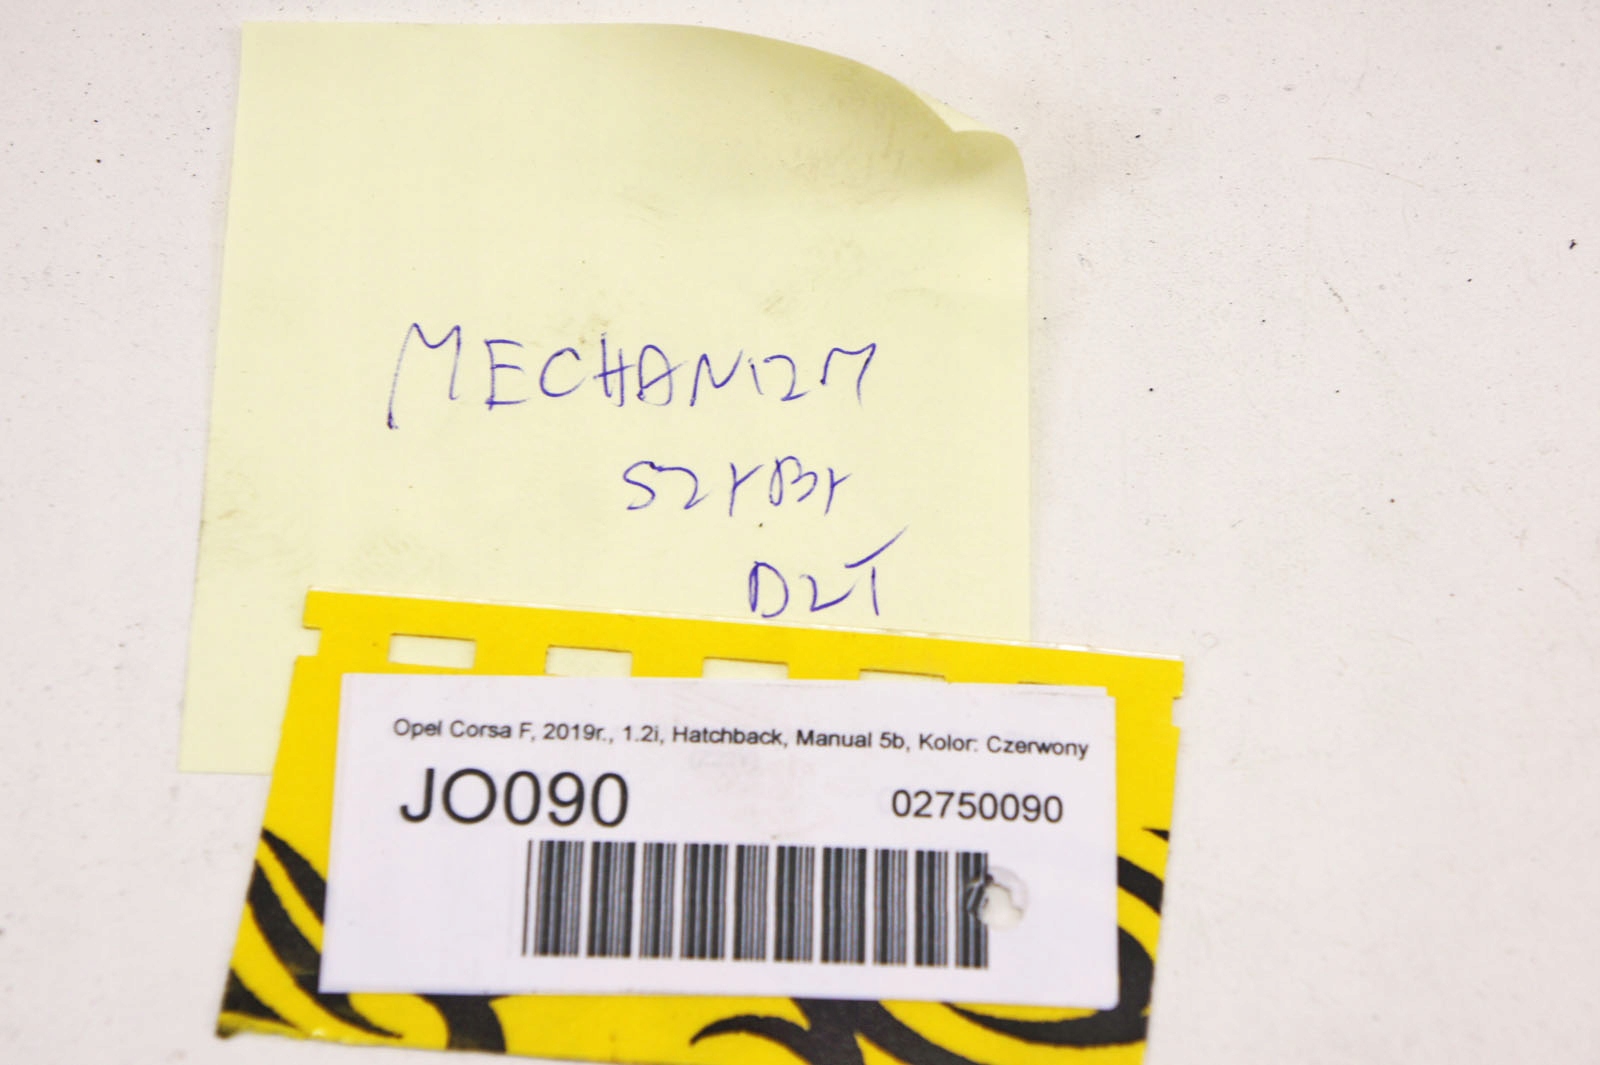 MECHANIZM
SZYBY
DZT
Opel Corsa F, 2019r., 1.2i, Hatchback, Manual 5b, Kolor: Czerwony
JO090
02750090